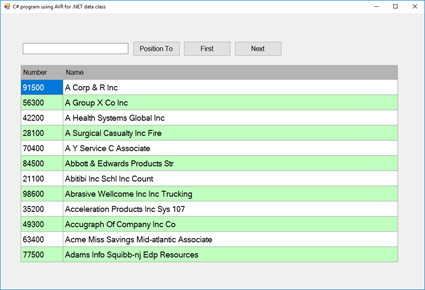 C# program using AVR for .NET data class
Position To First Next
Number Name
91500 A Corp & R Inc
56300 A Group X Co Inc
42200 A Health Systems Global Inc
28100 A Surgical Casualty Inc Fire
70400 A Y Service C Associate
84500 Abbott & Edwards Products Str
21100 Abitibi Inc Schl Inc Count
98600 Abrasive Wellcome Inc Inc Trucking
35200 Acceleration Products Inc Sys 107
49300 Accugraph Of Company Inc Co
63400 Acme Miss Savings Mid-atlantic Associate
77500 Adams Info Squibb-nj Edp Resources